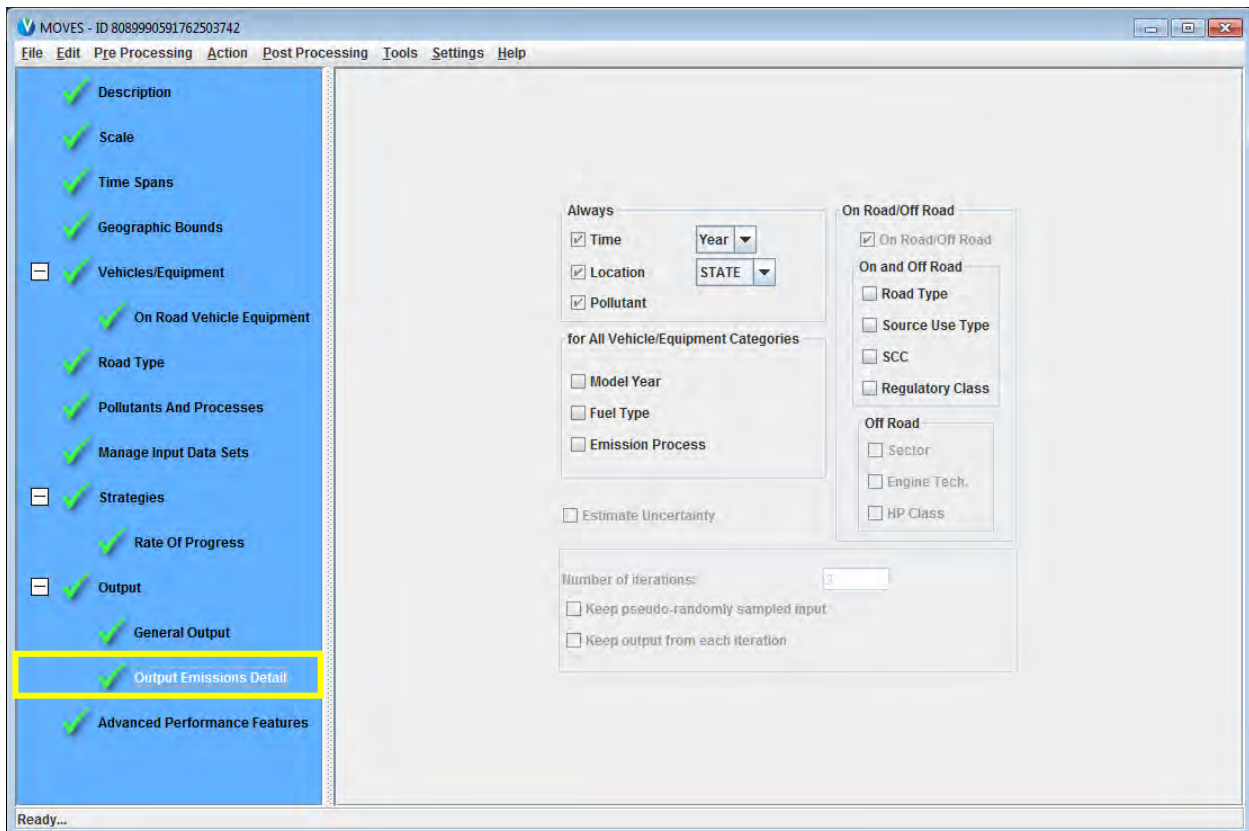 MOVES - ID 8089990591762503742
File Edit Pre Processing Action Post Processing Tools Settings Help
Description
Scale
Time Spans
Geographic Bounds
Vehicles/Equipment
On Road Vehicle Equipment
Road Type
Pollutants And Processes
Manage Input Data Sets
Strategies
Rate Of Progress
Output
General Output
Output Emissions Detail
Advanced Performance Features
Always
Time Year
Location STATE
Pollutant
for All Vehicle/Equipment Categories
Model Year
Fuel Type
Emission Process
Estimate Uncertainty
On Road/Off Road
On Road/Off Road
On and Off Road
Road Type
Source Use Type
SCC
Regulatory Class
Off Road
Sector
Engine Tech.
HP Class
Number of iterations:
Keep pseudo-randomly sampled input
Keep output from each iteration
Ready...